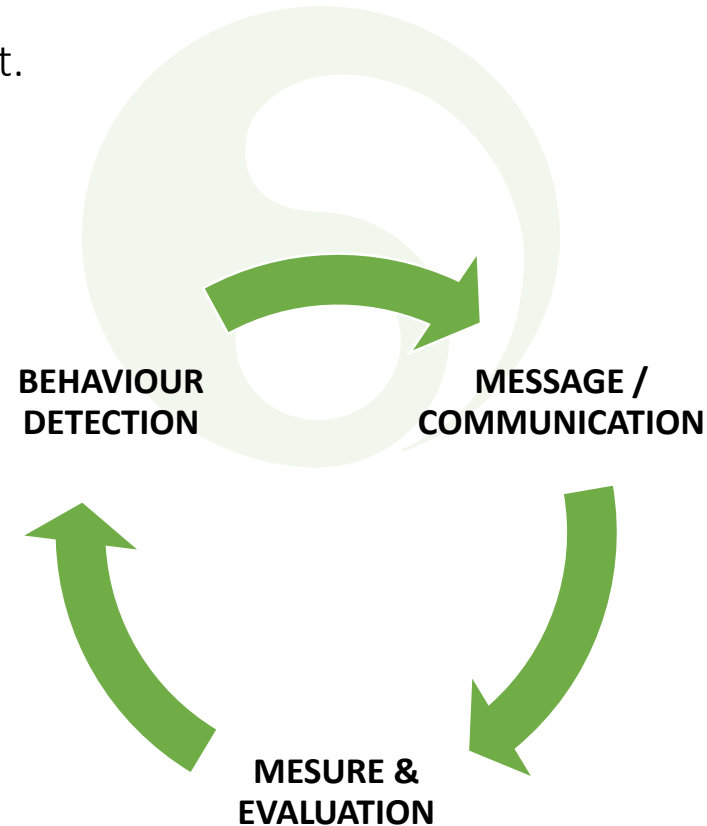 t.
BEHAVIOUR
DETECTION
MESSAGE /
COMMUNICATION
MESURE &
EVALUATION